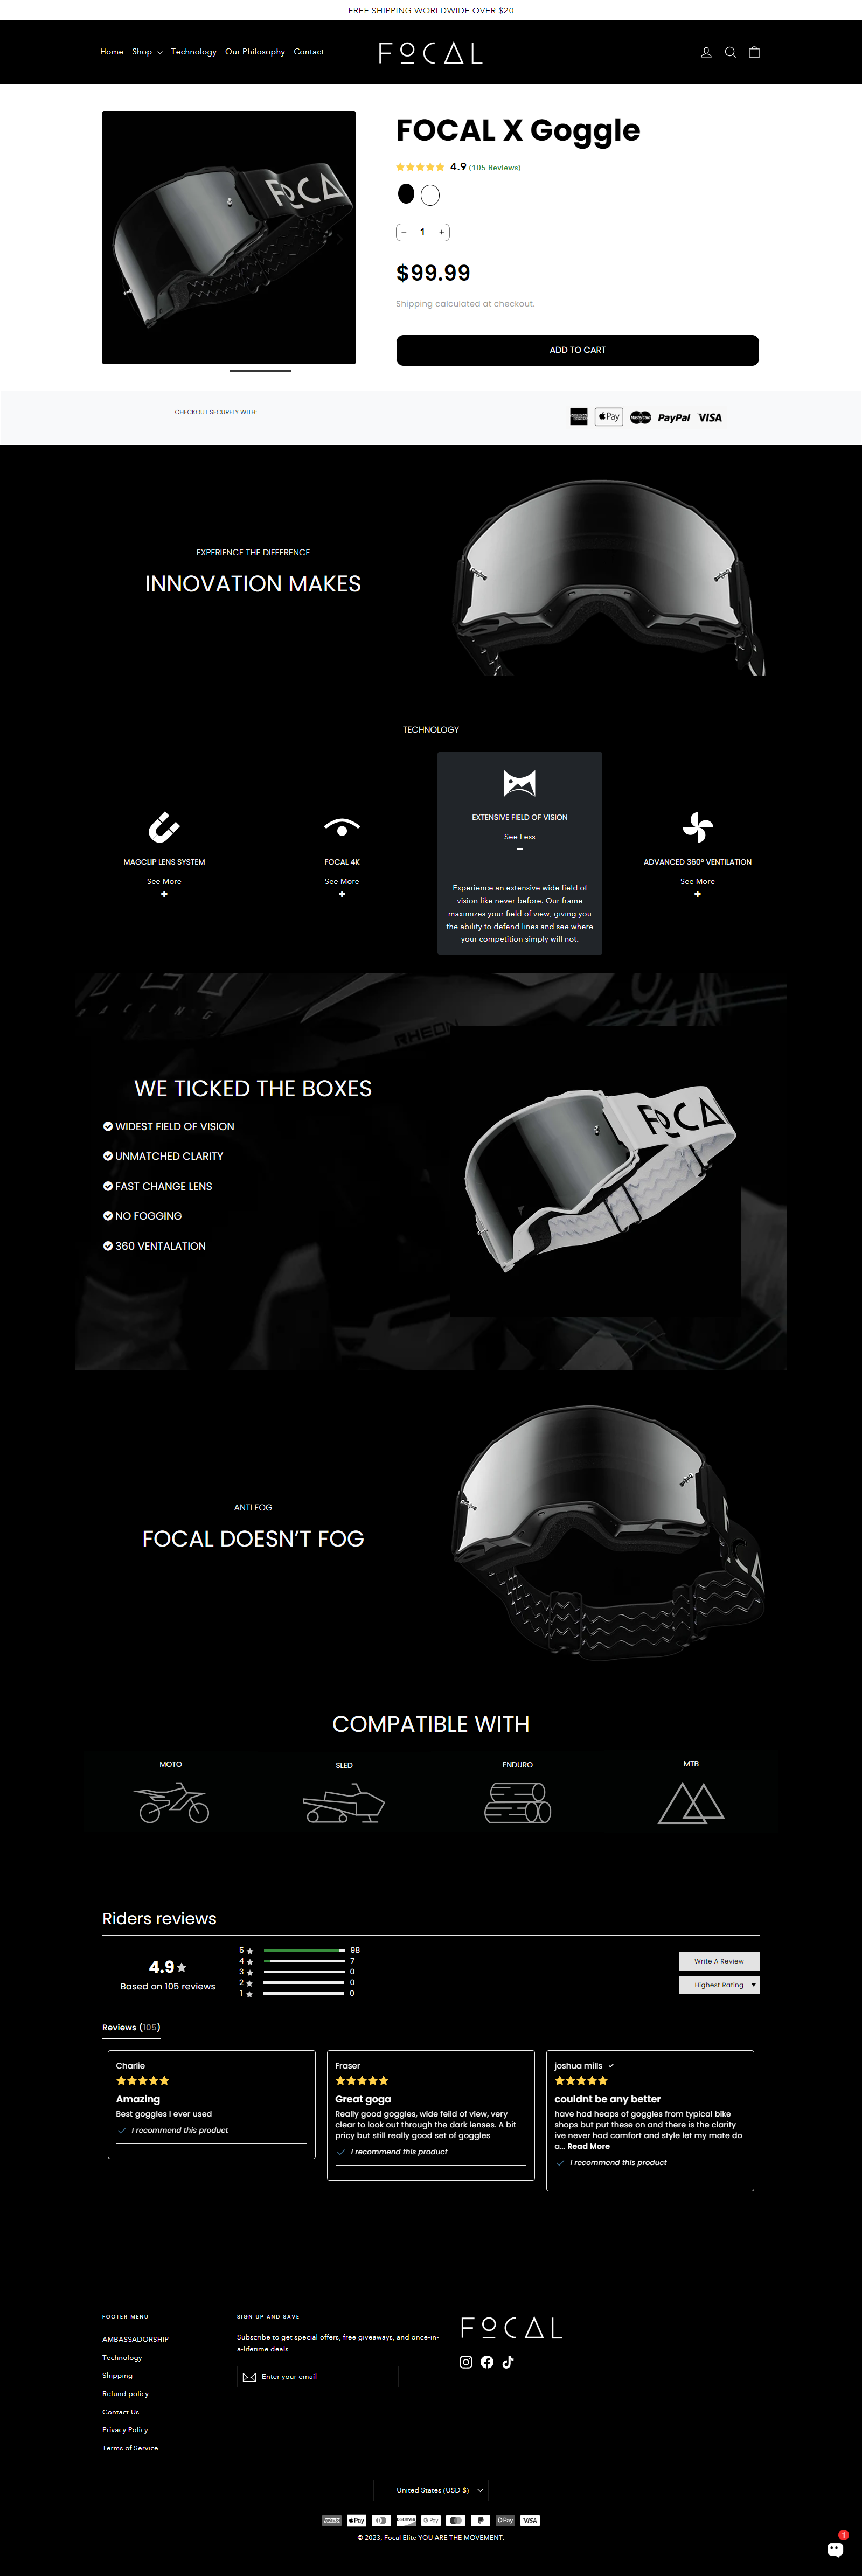 FREE SHIPPING WORLDWIDE OVER $20
Home Shop Technology Our Philosophy Contact
FOCAL
FOCA
FOCAL X Goggle
4.9 (105 Reviews)
− 1 +
$99.99
Shipping calculated at checkout.
ADD TO CART
CHECKOUT SECURELY WITH:
Pay MasterCard PayPal VISA
EXPERIENCE THE DIFFERENCE
INNOVATION MAKES
TECHNOLOGY
MAGCLIP LENS SYSTEM
See More
+
FOCAL 4K
See More
+
EXTENSIVE FIELD OF VISION
See Less
−
Experience an extensive wide field of
vision like never before. Our frame
maximizes your field of view, giving you
the ability to defend lines and see where
your competition simply will not.
ADVANCED 360° VENTILATION
See More
+
RHEON
WE TICKED THE BOXES
WIDEST FIELD OF VISION
UNMATCHED CLARITY
FAST CHANGE LENS
NO FOGGING
360 VENTALATION
FOCA
ANTI FOG
FOCAL DOESN'T FOG
COMPATIBLE WITH
MOTO
SLED
ENDURO
MTB
Riders reviews
4.9
Based on 105 reviews
5 98
4 7
3 0
2 0
1 0
Write A Review
Highest Rating
Reviews (105)
Charlie
Amazing
Best goggles I ever used
I recommend this product
Fraser
Great goga
Really good goggles, wide feild of view, very
clear to look out through the dark lenses. A bit
pricy but still really good set of goggles
I recommend this product
joshua mills
couldnt be any better
have had heaps of goggles from typical bike
shops but put these on and there is the clarity
ive never had comfort and style let my mate do
a... Read More
I recommend this product
FOOTER MENU
AMBASSADORSHIP
Technology
Shipping
Refund policy
Contact Us
Privacy Policy
Terms of Service
SIGN UP AND SAVE
Subscribe to get special offers, free giveaways, and once-in-
a-lifetime deals.
Enter your email
FOCAL
United States (USD $)
Pay DISCOVER G Pay Pay VISA
© 2023, Focal Elite YOU ARE THE MOVEMENT.
1